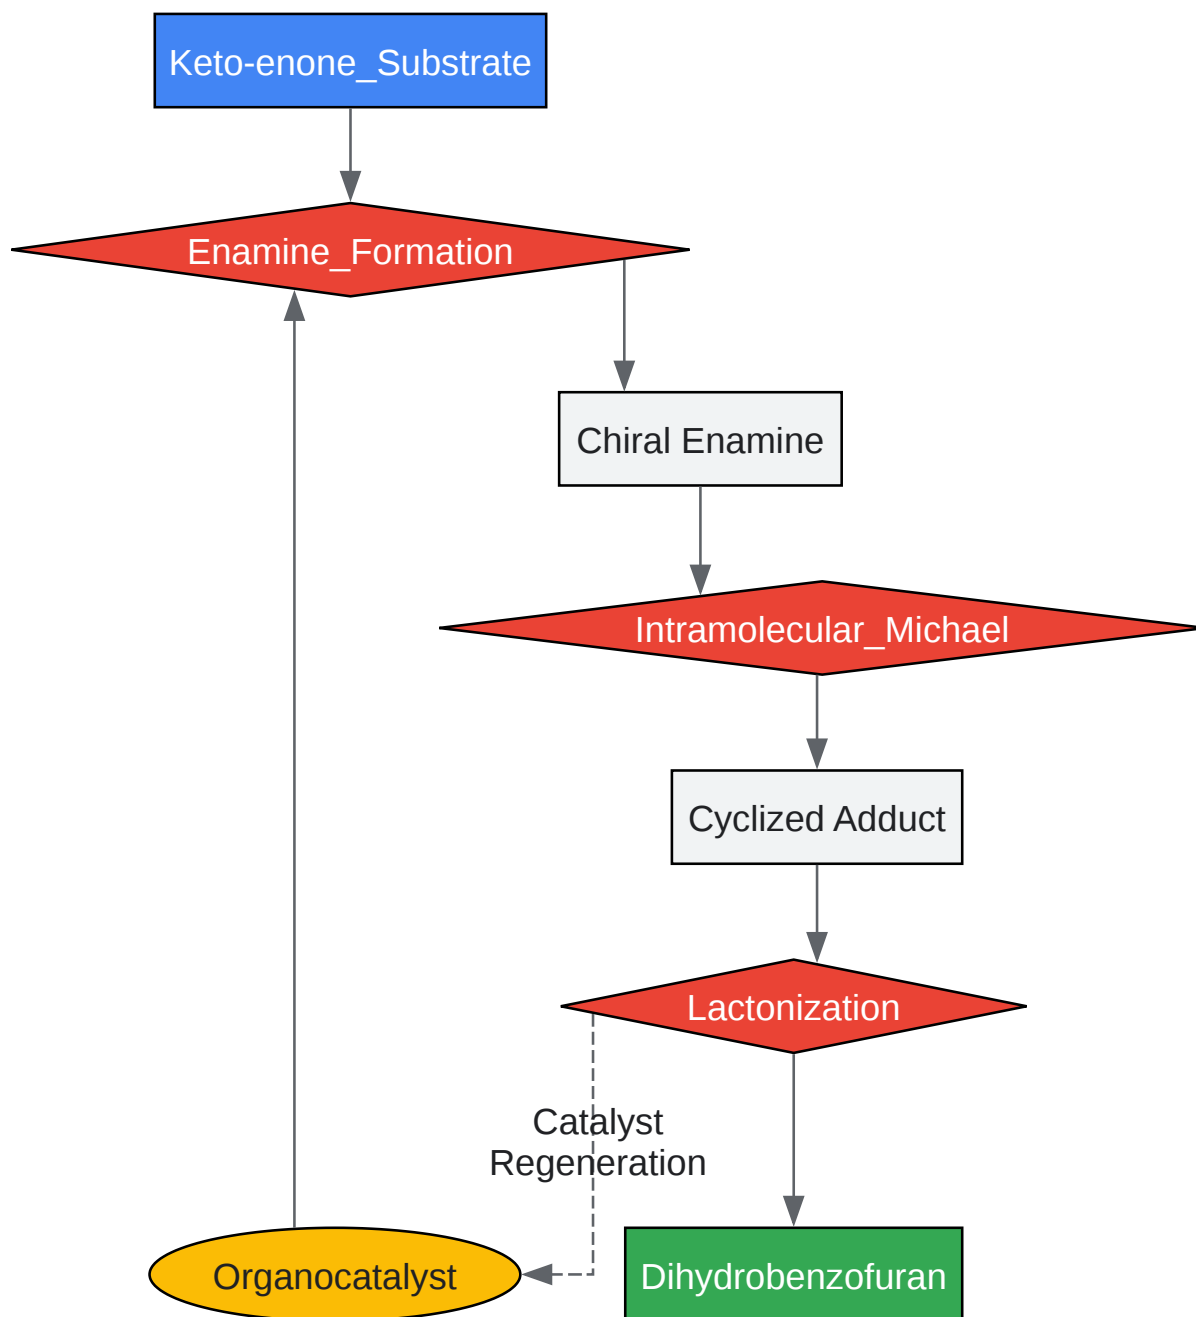 Keto-enone_Substrate
Enamine_Formation
Chiral Enamine
Intramolecular_Michael
Cyclized Adduct
Lactonization
Catalyst
Regeneration
Organocatalyst
Dihydrobenzofuran